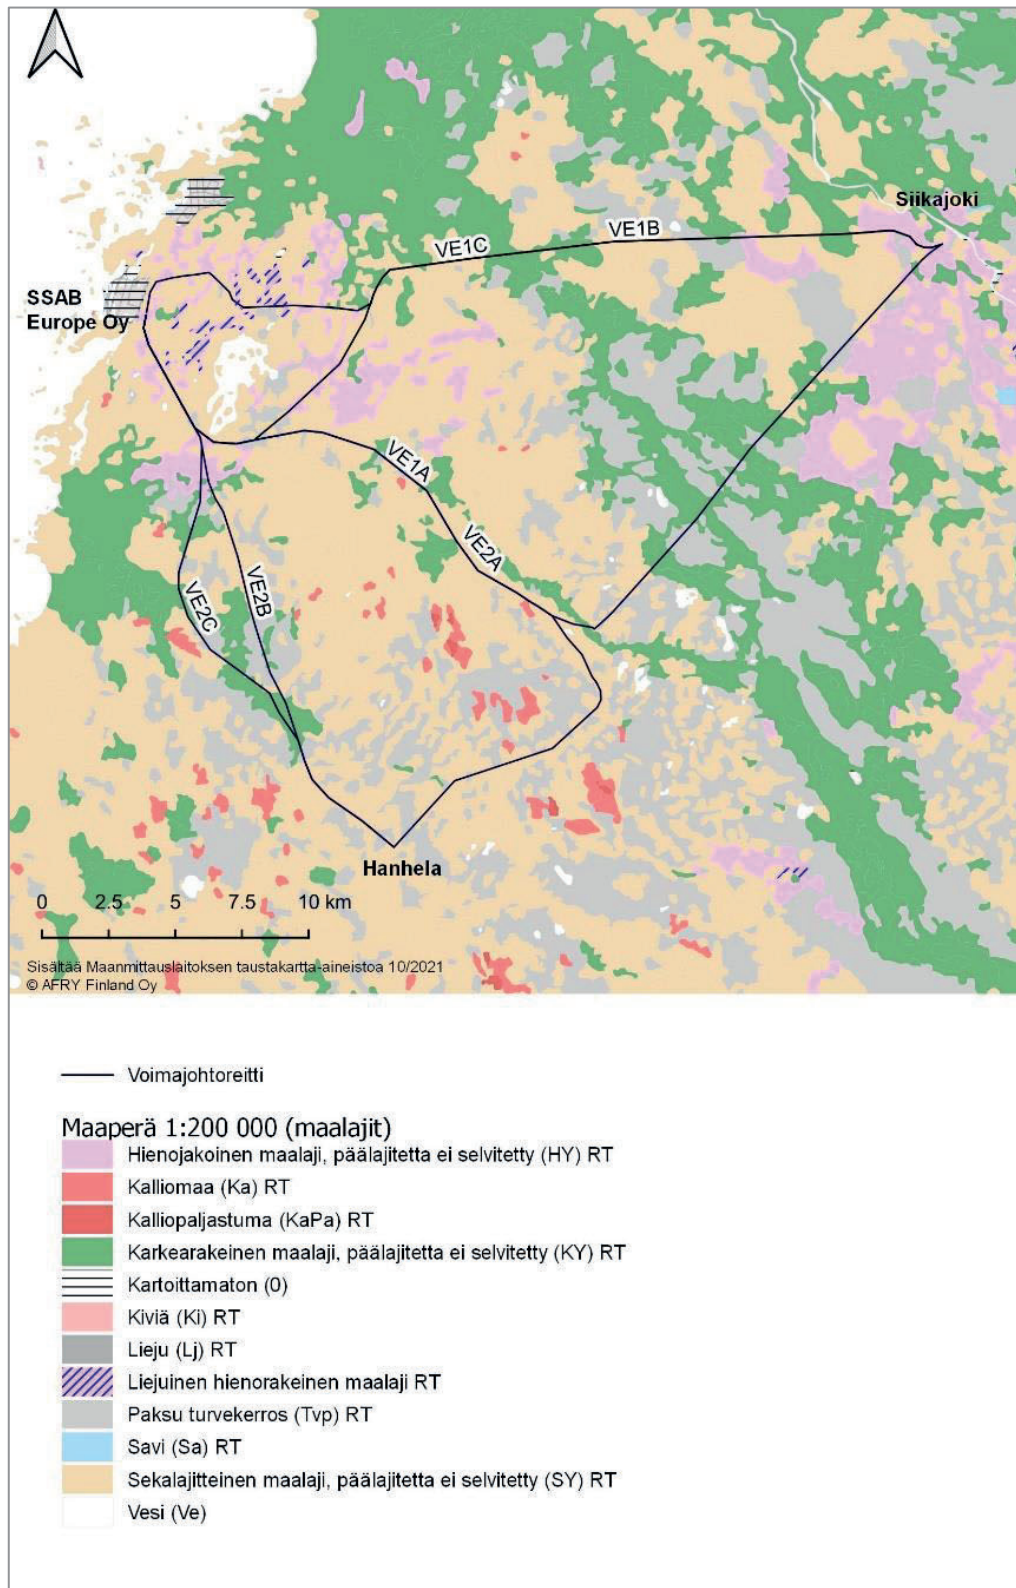 Siikajoki
VE1C
VE1B
SSAB
Europe Oy
VE1A
VE2A
VE2B
VE2C
Hanhela
0 2.5 5 7.5 10 km
Sisältää Maanmittauslaitoksen taustakartta-aineistoa 10/2021
© AFRY Finland Oy
Voimajohtoreitti
Maaperä 1:200 000 (maalajit)
Hienojakoinen maalaji, päälajitetta ei selvitetty (HY) RT
Kalliomaa (Ka) RT
Kalliopaljastuma (KaPa) RT
Karkearakeinen maalaji, päälajitetta ei selvitetty (KY) RT
Kartoittamaton (0)
Kiviä (Ki) RT
Lieju (Lj) RT
Liejuinen hienorakeinen maalaji RT
Paksu turvekerros (Tvp) RT
Savi (Sa) RT
Sekalajitteinen maalaji, päälajitetta ei selvitetty (SY) RT
Vesi (Ve)